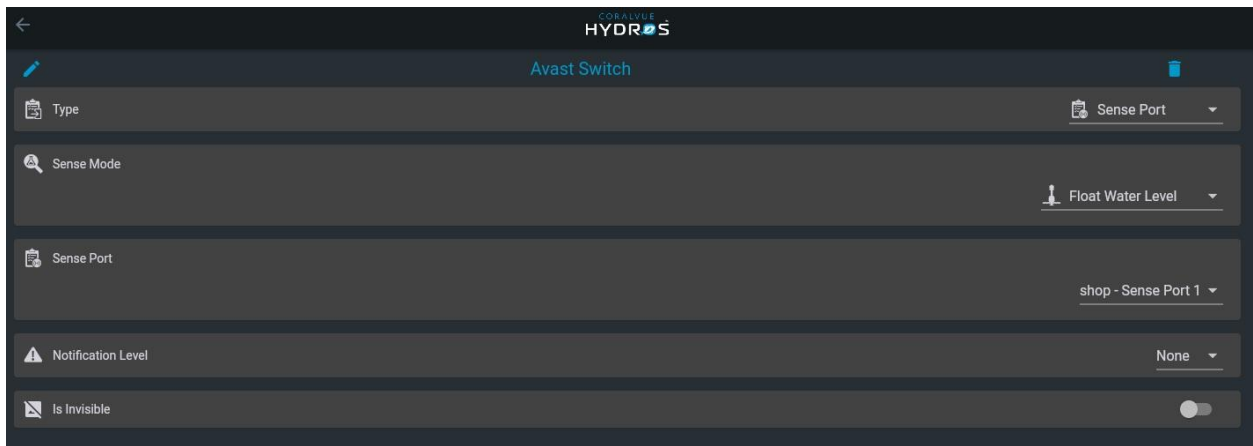 CORALVUE
HYDROS
Avast Switch
Type
Sense Port
Sense Mode
Float Water Level
Sense Port
shop - Sense Port 1
Notification Level
None
Is Invisible